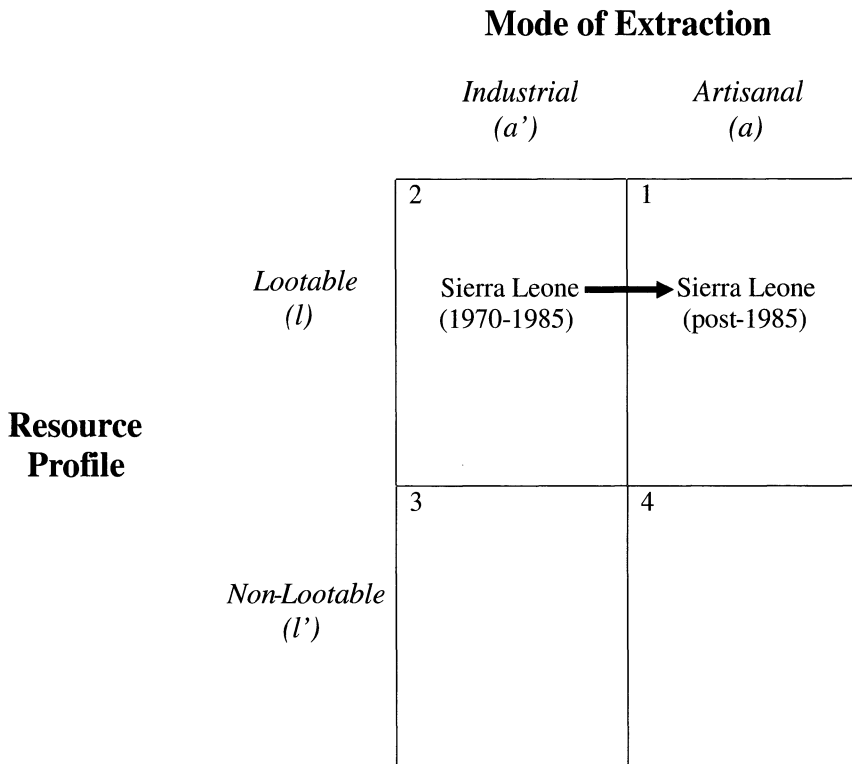 Mode of Extraction
Industrial Artisanal
(a’) (a)
2 1
Lootable Sierra Leone Sierra Leone
(l) (1970-1985) (post-1985)
Resource
Profile
3 4
Non-Lootable
(l’)